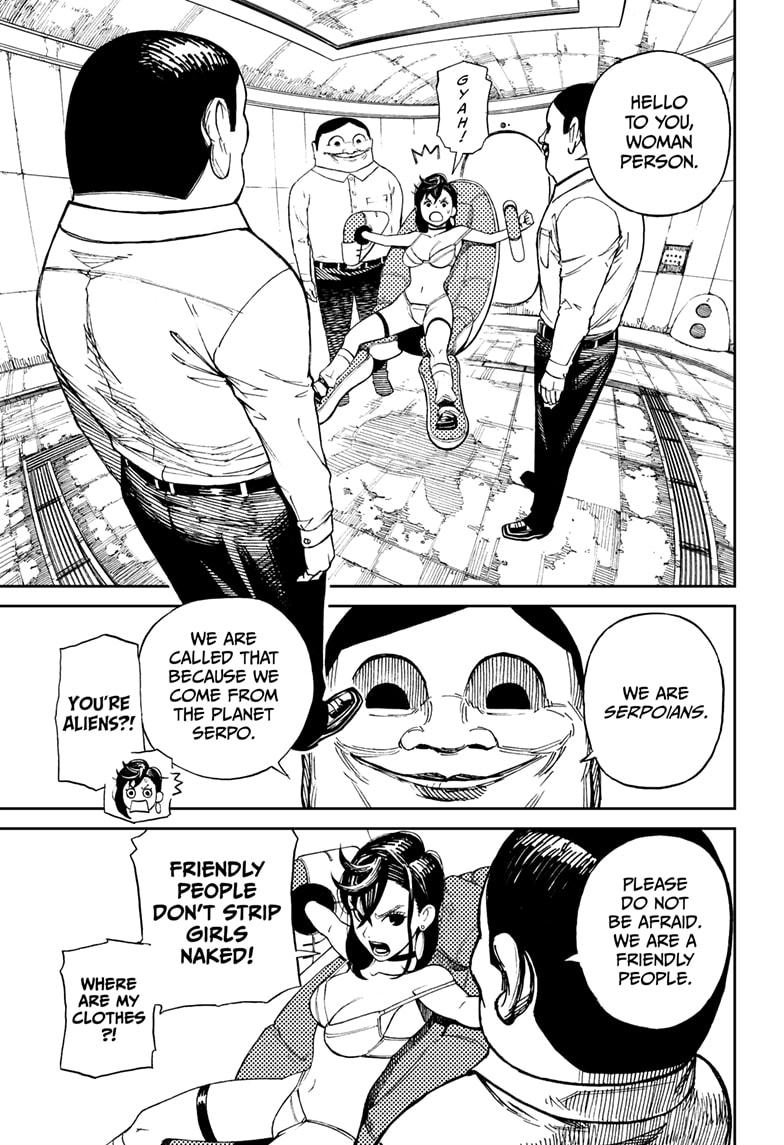 HELLO
TO YOU,
WOMAN
PERSON.
GYAH!
WE ARE
SERPOIANS.
WE ARE
CALLED THAT
BECAUSE WE
COME FROM
THE PLANET
SERPO.
YOU'RE
ALIENS?!
PLEASE
DO NOT
BE AFRAID.
WE ARE A
FRIENDLY
PEOPLE.
FRIENDLY
PEOPLE
DON'T STRIP
GIRLS
NAKED!
WHERE
ARE MY
CLOTHES
?!